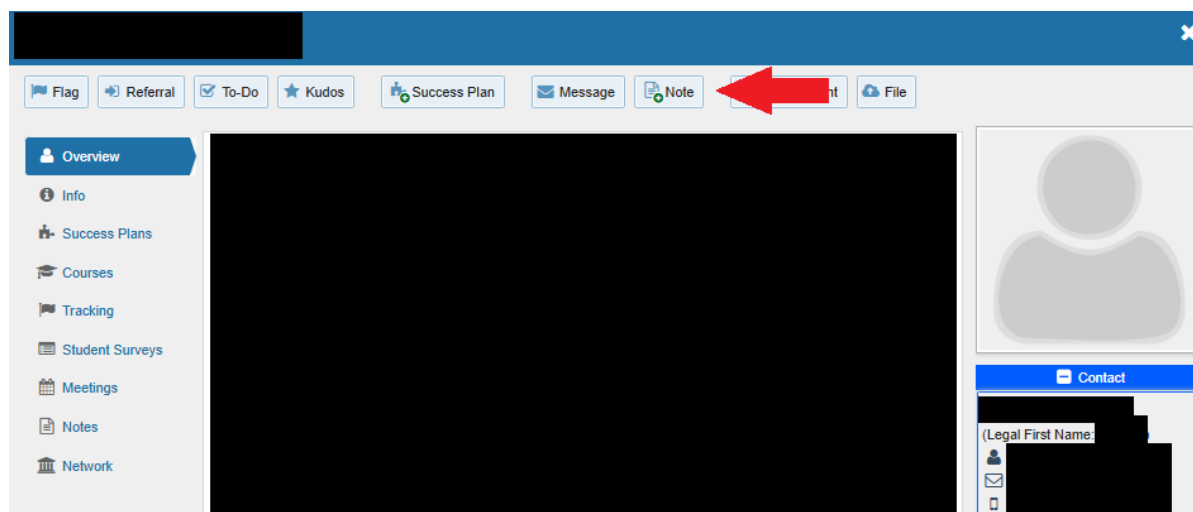 Flag Referral To-Do Kudos Success Plan Message Note nt File
Overview
Info
Success Plans
Courses
Tracking
Student Surveys
Meetings
Notes
Network
Contact
(Legal First Name: )